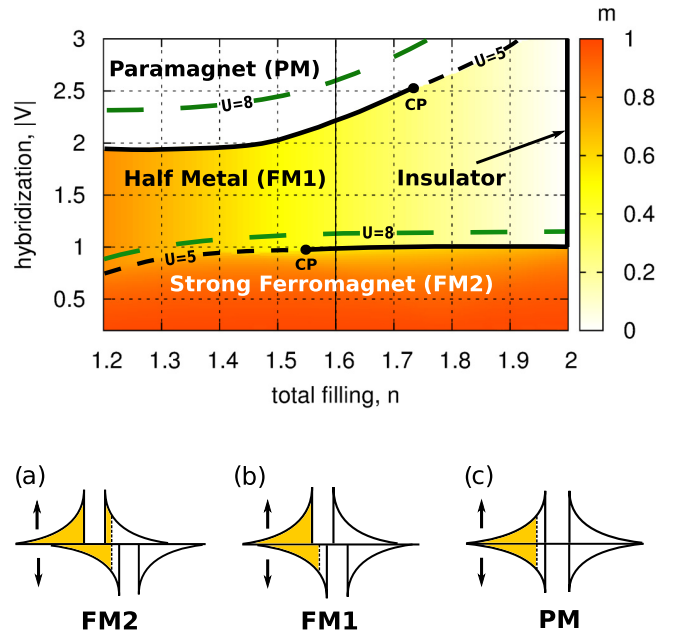 m
3
Paramagnet (PM)
U=5
1
2.5
U=8
CP
0.8
hybridization, |V|
2
0.6
1.5
Half Metal (FM1)
Insulator
0.4
U=8
1
U=5
CP
0.2
Strong Ferromagnet (FM2)
0.5
0
1.2 1.3 1.4 1.5 1.6 1.7 1.8 1.9 2
total filling, n
(a) (b) (c)
FM2 FM1 PM